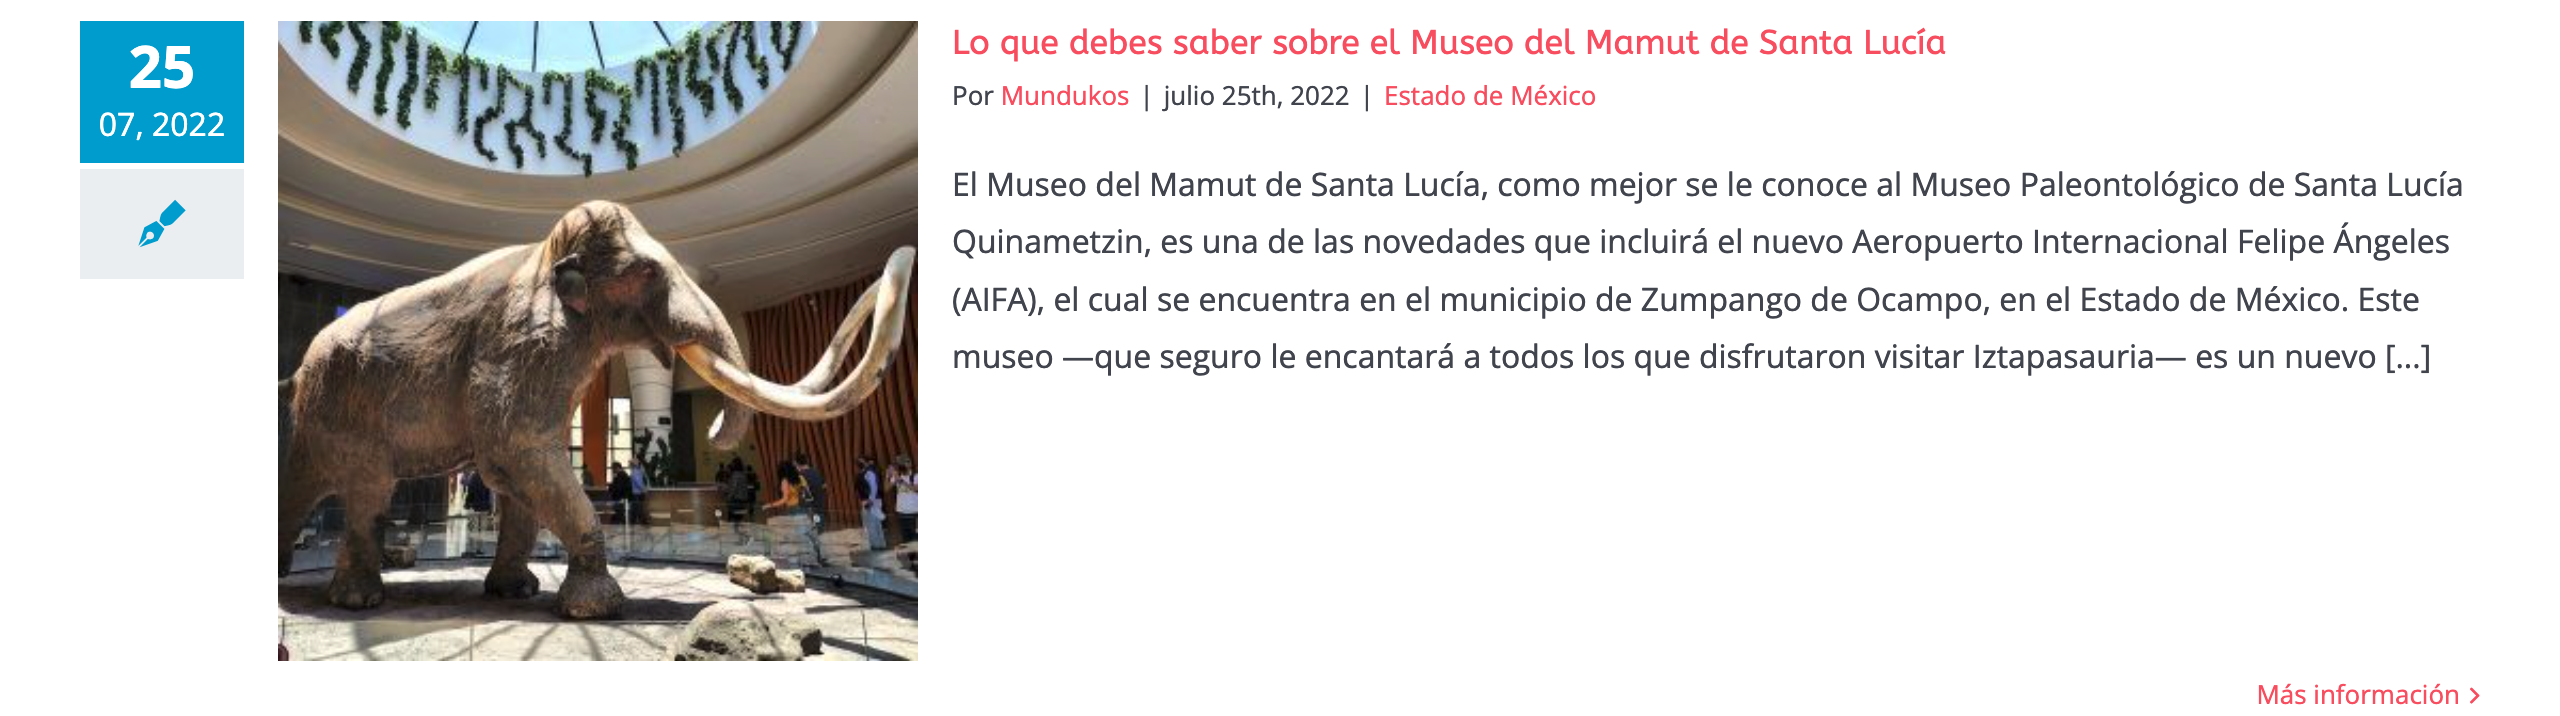 25
07, 2022
Lo que debes saber sobre el Museo del Mamut de Santa Lucía
Por Mundukos | julio 25th, 2022 | Estado de México
El Museo del Mamut de Santa Lucía, como mejor se le conoce al Museo Paleontológico de Santa Lucía
Quinametzin, es una de las novedades que incluirá el nuevo Aeropuerto Internacional Felipe Ángeles
(AIFA), el cual se encuentra en el municipio de Zumpango de Ocampo, en el Estado de México. Este
museo —que seguro le encantará a todos los que disfrutaron visitar Iztapasauria— es un nuevo [...]
Más información >